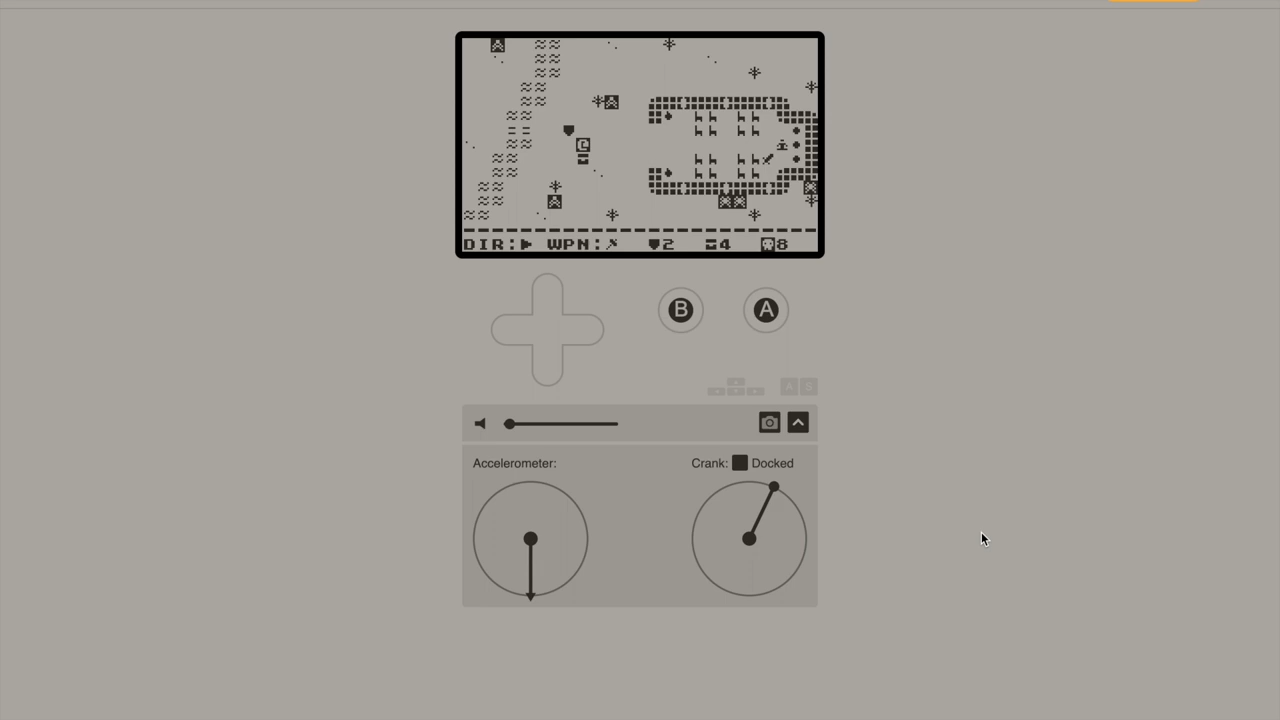 DIR: WPN: 2 4 8
B A
A S
Accelerometer:
Crank: Docked